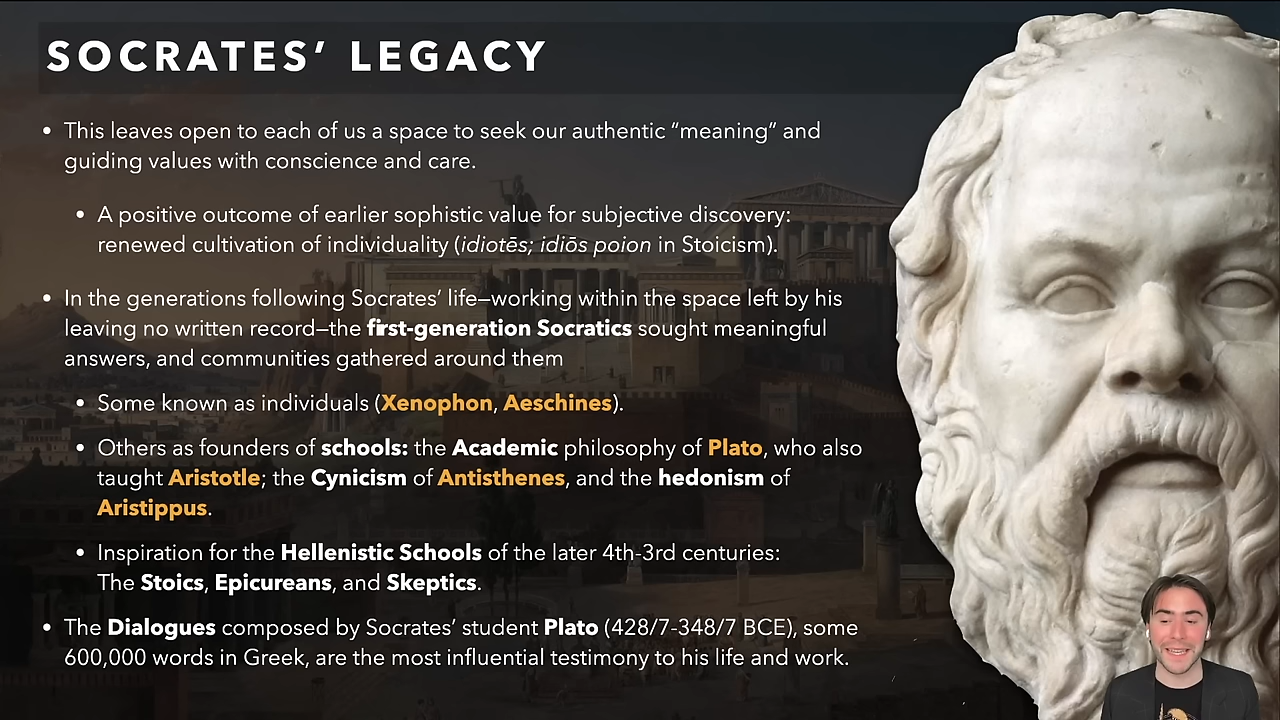 SOCRATES’ LEGACY
• This leaves open to each of us a space to seek our authentic “meaning” and
guiding values with conscience and care.
• A positive outcome of earlier sophistic value for subjective discovery:
renewed cultivation of individuality (idiotēs; idiōs poion in Stoicism).
• In the generations following Socrates’ life—working within the space left by his
leaving no written record—the first-generation Socratics sought meaningful
answers, and communities gathered around them
• Some known as individuals (Xenophon, Aeschines).
• Others as founders of schools: the Academic philosophy of Plato, who also
taught Aristotle; the Cynicism of Antisthenes, and the hedonism of
Aristippus.
• Inspiration for the Hellenistic Schools of the later 4th-3rd centuries:
The Stoics, Epicureans, and Skeptics.
• The Dialogues composed by Socrates’ student Plato (428/7-348/7 BCE), some
600,000 words in Greek, are the most influential testimony to his life and work.